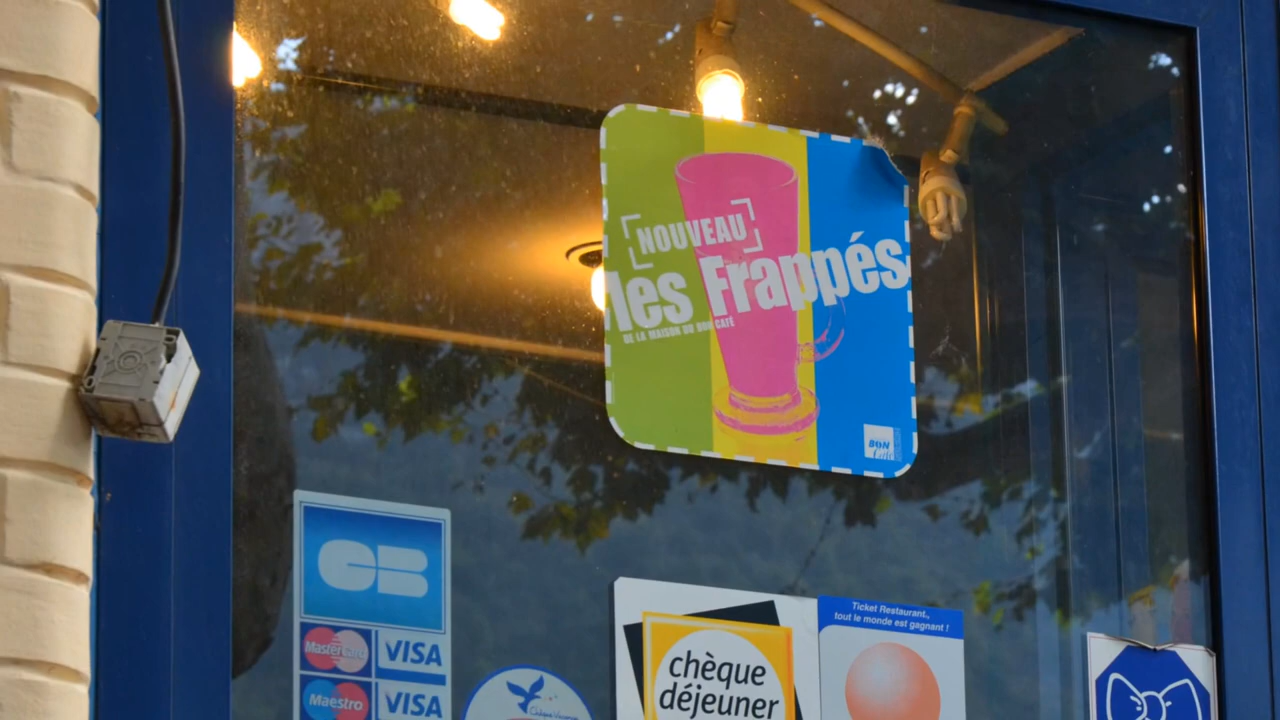 NOUVEAU
les Frappés
DE LA MAISON DU BON CAFÉ
BON
CB
MasterCard
VISA
Maestro
VISA
chèque
déjeuner
Ticket Restaurant.,
tout le monde est gagnant !